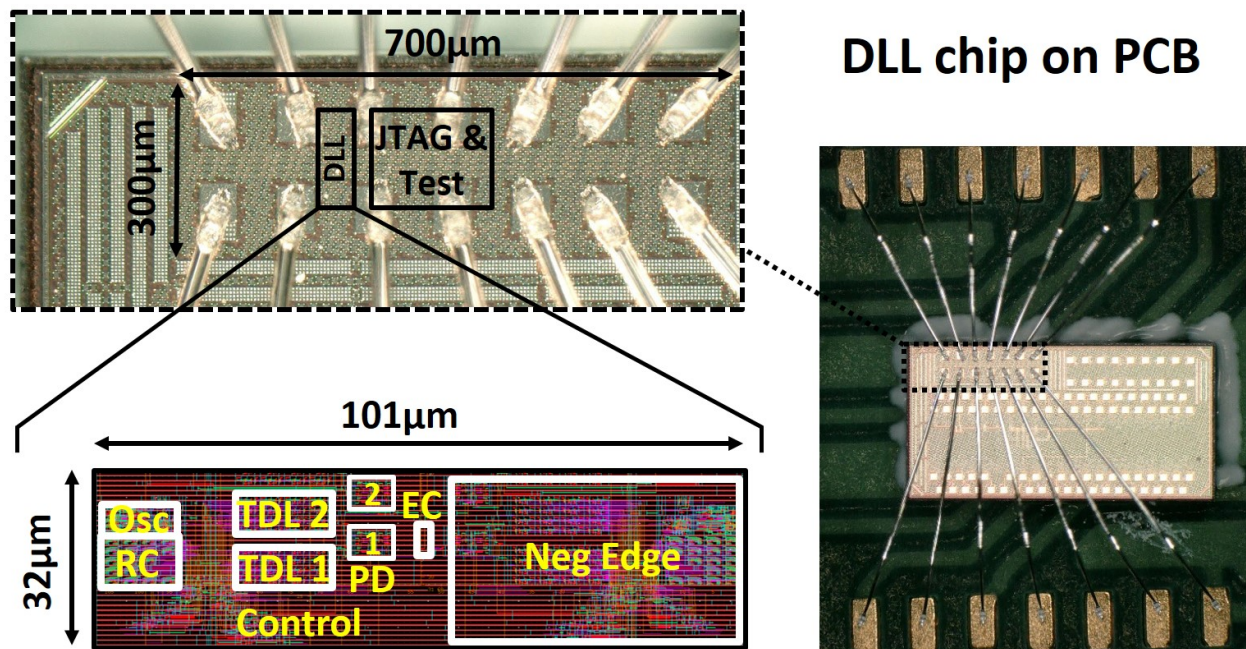 700µm
DLL chip on PCB
300µm
DLL
JTAG &
Test
101µm
32µm
Osc
RC
TDL 2
TDL 1
2
1
PD
EC
Neg Edge
Control